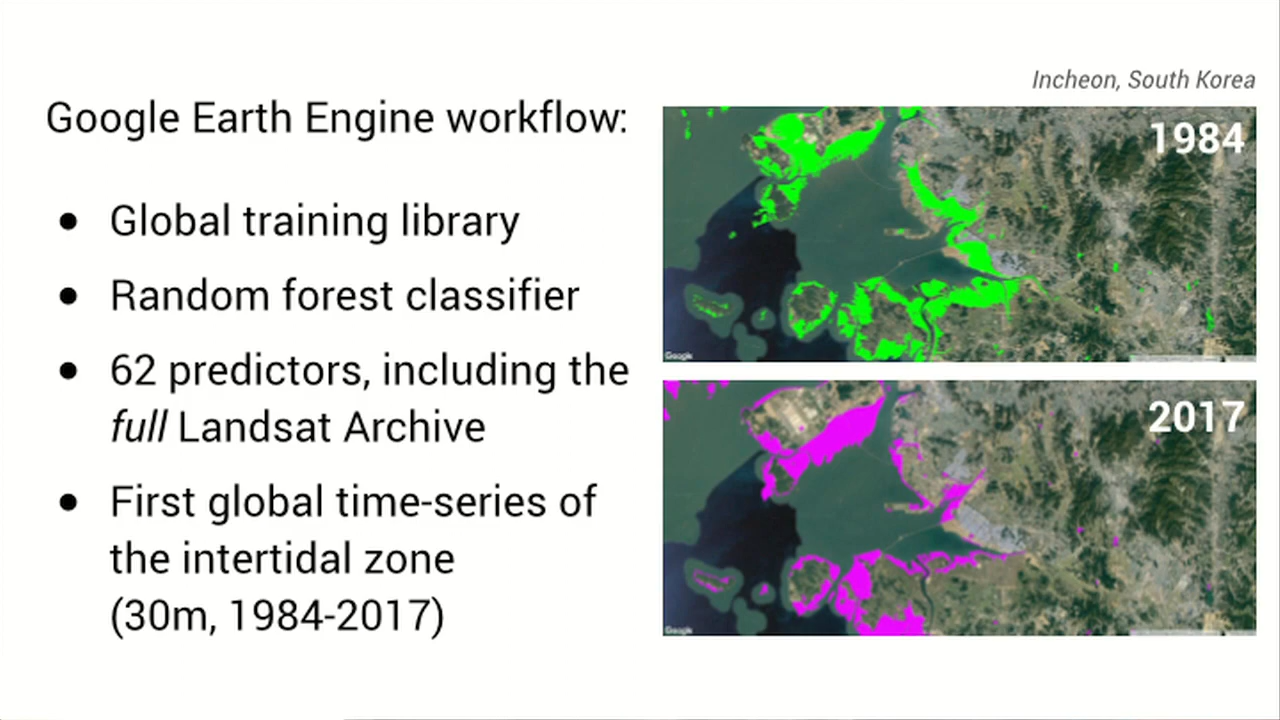 Incheon, South Korea
Google Earth Engine workflow:
● Global training library
● Random forest classifier
● 62 predictors, including the
full Landsat Archive
● First global time-series of
the intertidal zone
(30m, 1984-2017)
1984
Google
2017
Google